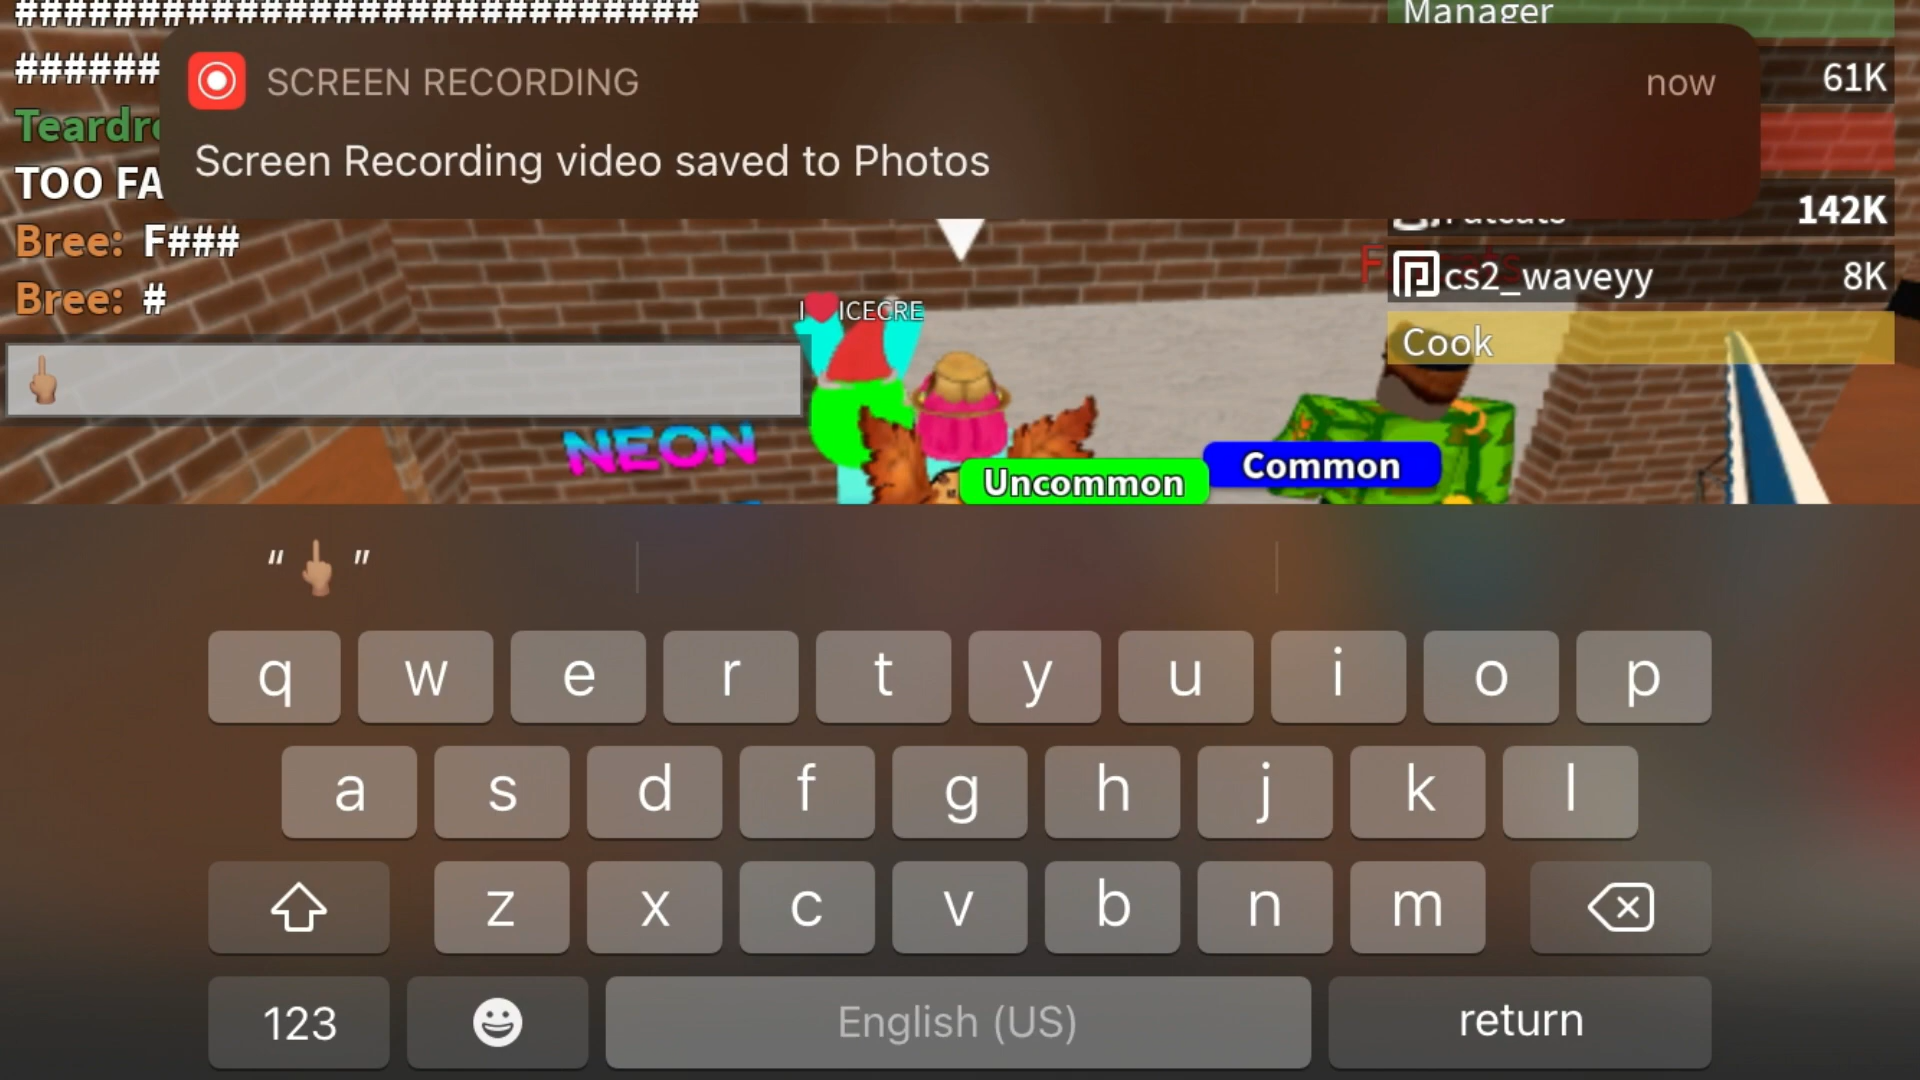 ##########################
Manager
######
SCREEN RECORDING
now
61K
Teardr
TOO FA
Screen Recording video saved to Photos
142K
Bree: F###
cs2_waveyy 8K
Bree: #
I ❤ ICECRE
Cook
🖕🏼
NEON
Uncommon
Common
“🖕🏼”
q w e r t y u i o p
a s d f g h j k l
z x c v b n m
123
English (US)
return